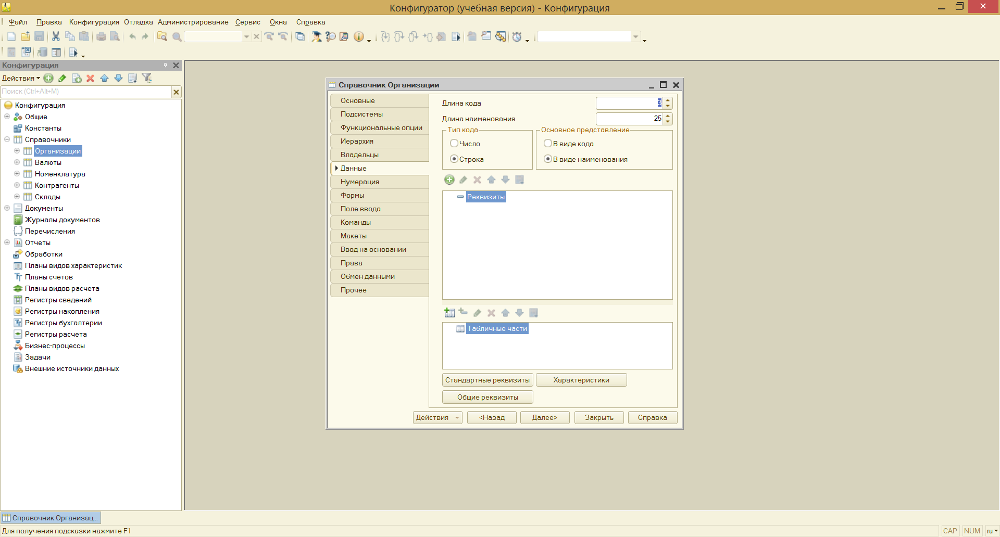 Конфигуратор (учебная версия) - Конфигурация
Файл Правка Конфигурация Отладка Администрирование Сервис Окна Справка
Конфигурация
Действия
Поиск (Ctrl+Alt+M)
Конфигурация
Общие
Константы
Справочники
Организации
Валюты
Номенклатура
Контрагенты
Склады
Документы
Журналы документов
Перечисления
Отчеты
Обработки
Планы видов характеристик
Планы счетов
Планы видов расчета
Регистры сведений
Регистры накопления
Регистры бухгалтерии
Регистры расчета
Бизнес-процессы
Задачи
Внешние источники данных
Справочник Организации
Основные
Подсистемы
Функциональные опции
Иерархия
Владельцы
Данные
Нумерация
Формы
Поле ввода
Команды
Макеты
Ввод на основании
Права
Обмен данными
Прочее
Длина кода 3
Длина наименования 25
Тип кода
Число
Строка
Основное представление
В виде кода
В виде наименования
Реквизиты
Табличные части
Стандартные реквизиты Характеристики
Общие реквизиты
Действия <Назад Далее> Закрыть Справка
Справочник Организац...
Для получения подсказки нажмите F1
CAP NUM ru